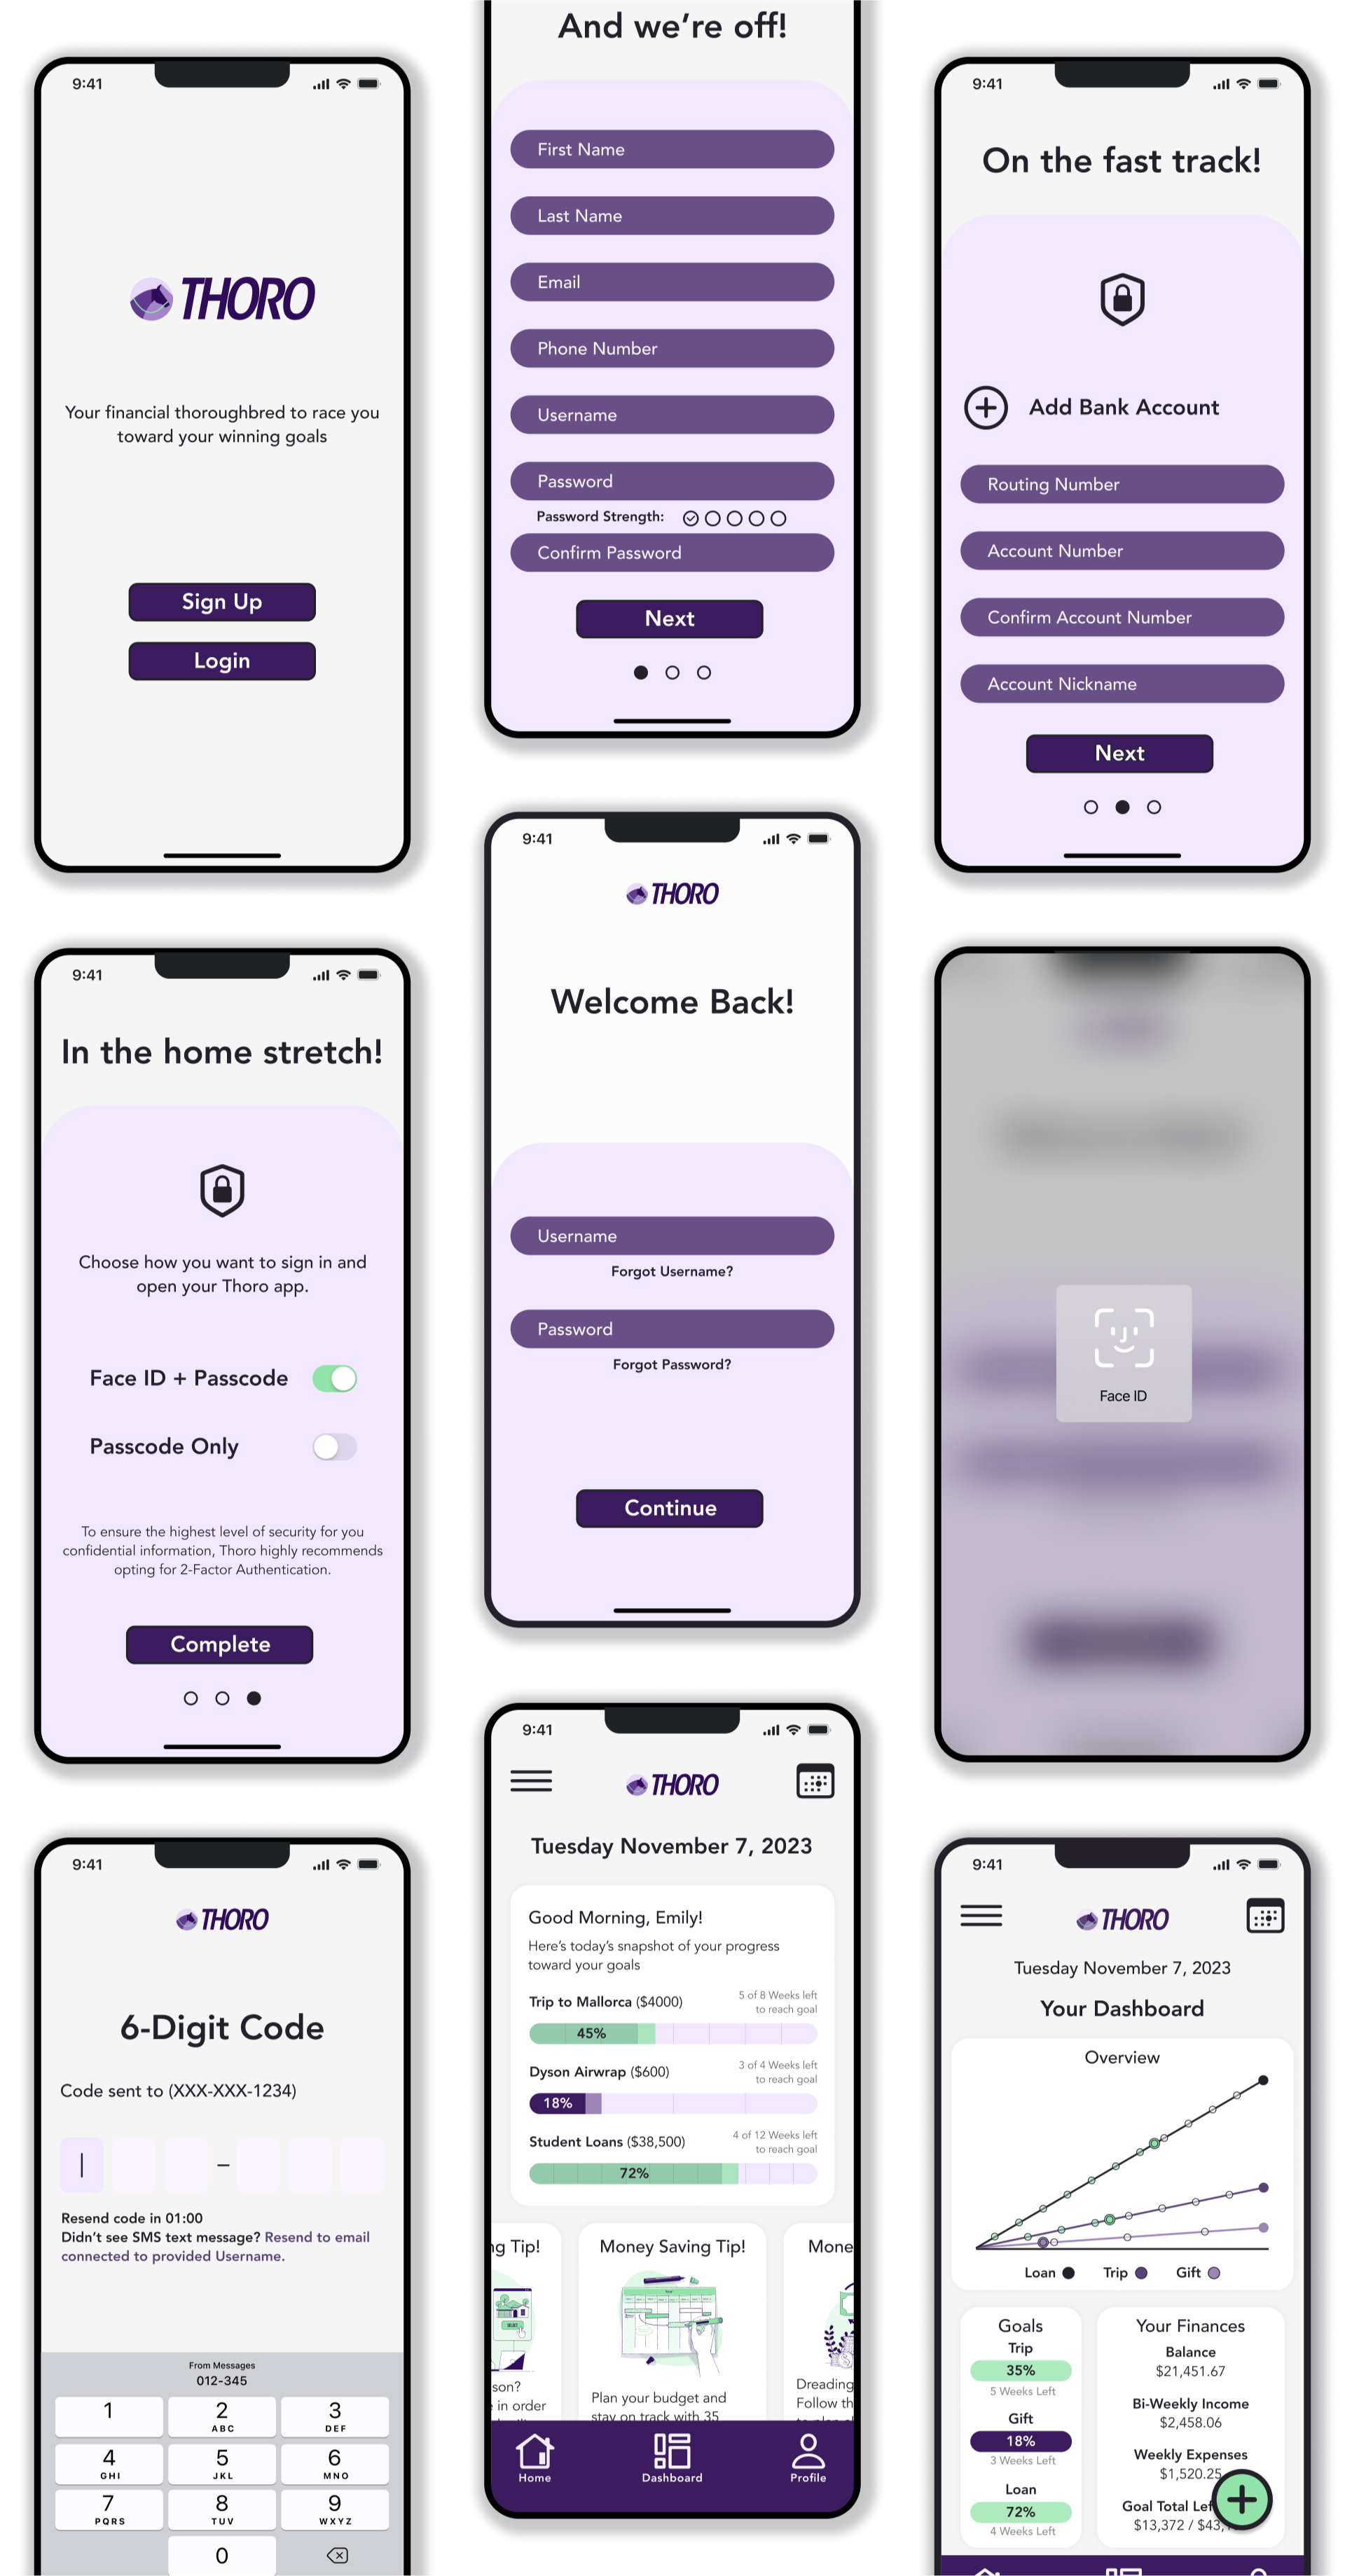 9:41
THORO
Your financial thoroughbred to race you
toward your winning goals
Sign Up
Login
And we're off!
First Name
Last Name
Email
Phone Number
Username
Password
Password Strength:
Confirm Password
Next
9:41
On the fast track!
Add Bank Account
Routing Number
Account Number
Confirm Account Number
Account Nickname
Next
9:41
In the home stretch!
Choose how you want to sign in and
open your Thoro app.
Face ID + Passcode
Passcode Only
To ensure the highest level of security for you
confidential information, Thoro highly recommends
opting for 2-Factor Authentication.
Complete
9:41
THORO
Welcome Back!
Username
Forgot Username?
Password
Forgot Password?
Continue
Face ID
9:41
THORO
6-Digit Code
Code sent to (XXX-XXX-1234)
–
Resend code in 01:00
Didn't see SMS text message? Resend to email
connected to provided Username.
From Messages
012-345
1 2 3
ABC DEF
4 5 6
GHI JKL MNO
7 8 9
PQRS TUV WXYZ
0
9:41
THORO
Tuesday November 7, 2023
Good Morning, Emily!
Here's today's snapshot of your progress
toward your goals
Trip to Mallorca ($4000) 5 of 8 Weeks left
to reach goal
45%
Dyson Airwrap ($600) 3 of 4 Weeks left
to reach goal
18%
Student Loans ($38,500) 4 of 12 Weeks left
to reach goal
72%
ng Tip! Money Saving Tip! Mone
son?
e in order
Plan your budget and
stay on track with 35
Dreading
Follow th
Home Dashboard Profile
9:41
THORO
Tuesday November 7, 2023
Your Dashboard
Overview
Loan Trip Gift
Goals
Trip
35%
5 Weeks Left
Gift
18%
3 Weeks Left
Loan
72%
4 Weeks Left
Your Finances
Balance
$21,451.67
Bi-Weekly Income
$2,458.06
Weekly Expenses
$1,520.25
Goal Total Lef
$13,372 / $43,